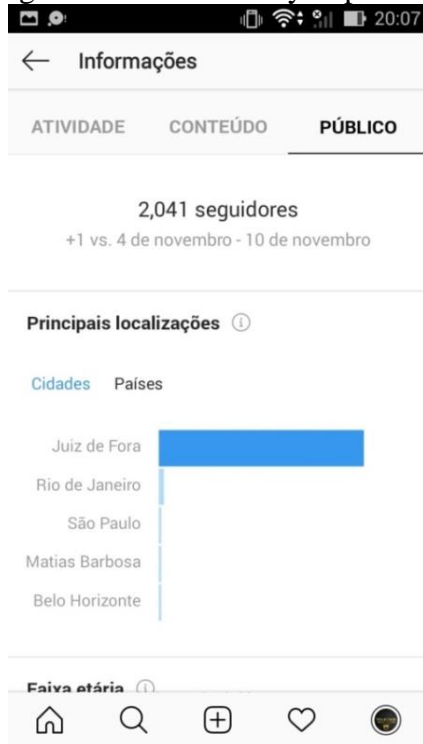 20:07
Informações
ATIVIDADE CONTEÚDO PÚBLICO
2,041 seguidores
+1 vs. 4 de novembro - 10 de novembro
Principais localizações
Cidades Países
Juiz de Fora
Rio de Janeiro
São Paulo
Matias Barbosa
Belo Horizonte
Faixa etária